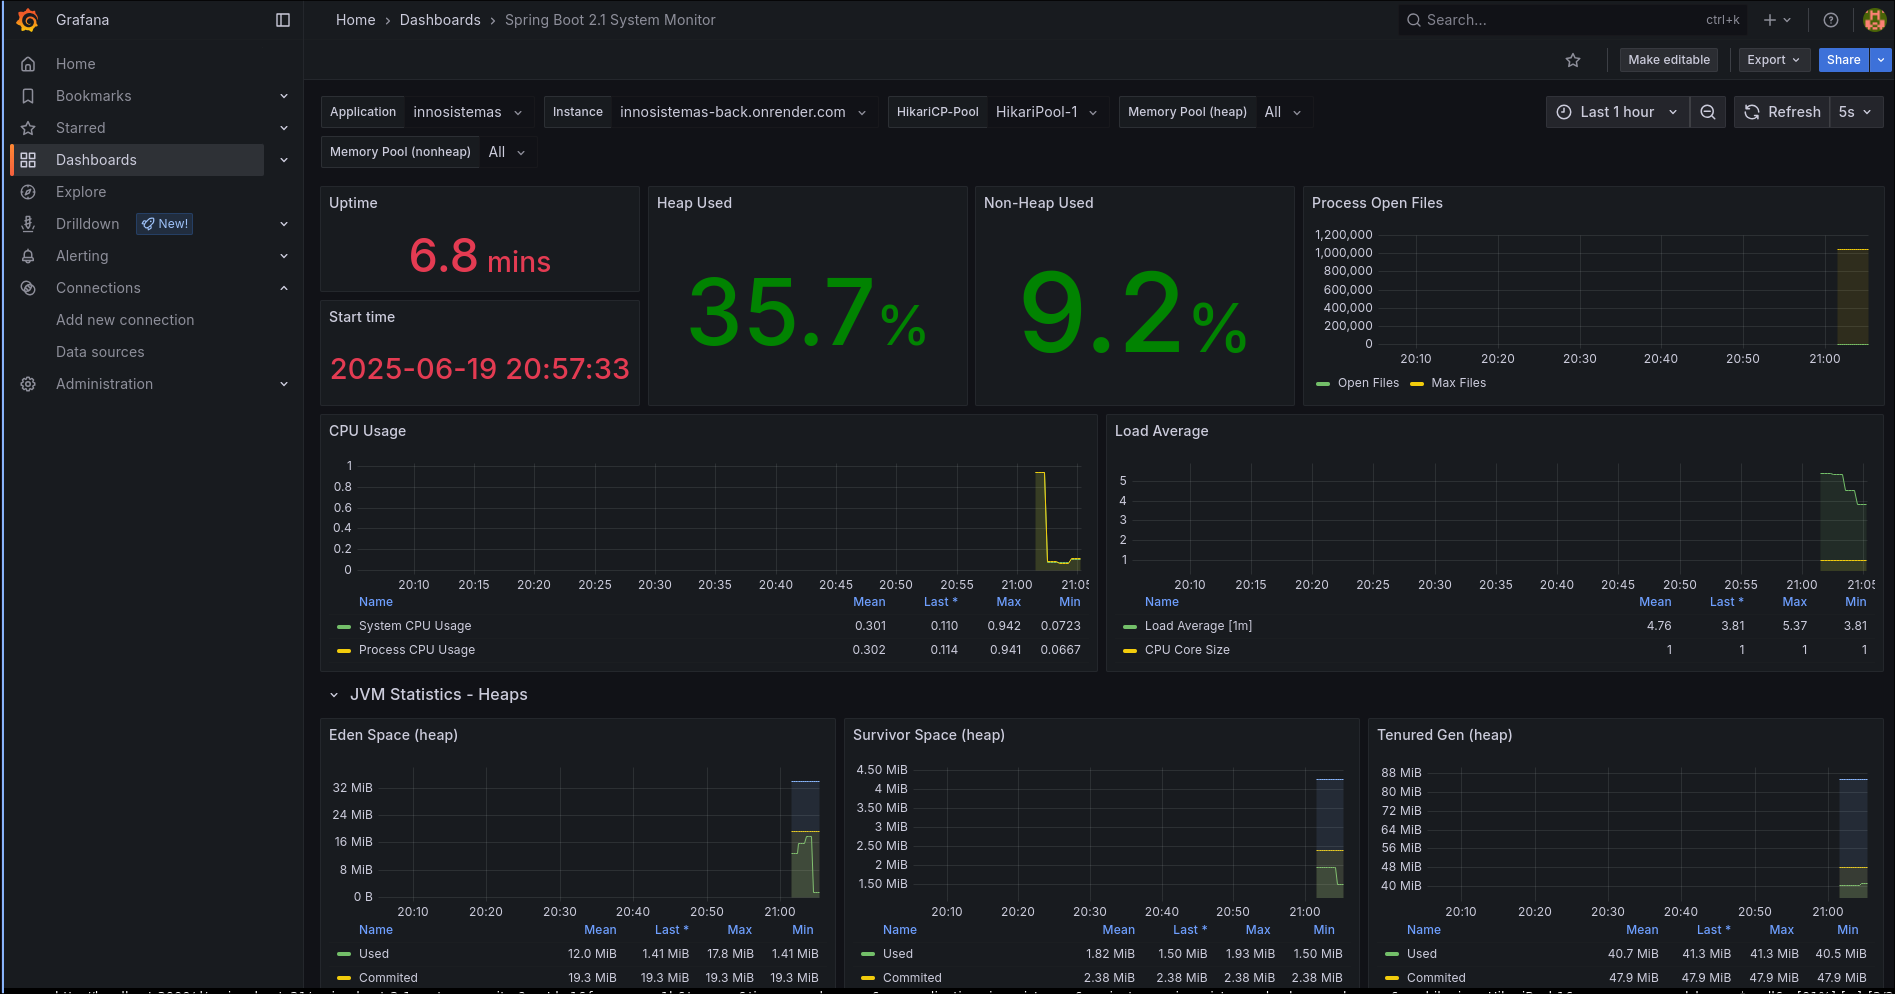 Grafana
Home › Dashboards › Spring Boot 2.1 System Monitor
Search...
ctrl+k
Make editable
Export
Share
Home
Bookmarks
Starred
Dashboards
Explore
Drilldown
New!
Alerting
Connections
Add new connection
Data sources
Administration
Application innosistemas
Instance innosistemas-back.onrender.com
HikariCP-Pool HikariPool-1
Memory Pool (heap) All
Last 1 hour
Refresh 5s
Memory Pool (nonheap) All
Uptime
6.8 mins
Start time
2025-06-19 20:57:33
Heap Used
35.7%
Non-Heap Used
9.2%
Process Open Files
1,200,000
1,000,000
800,000
600,000
400,000
200,000
0
20:10 20:20 20:30 20:40 20:50 21:00
Open Files Max Files
CPU Usage
1
0.8
0.6
0.4
0.2
0
20:10 20:15 20:20 20:25 20:30 20:35 20:40 20:45 20:50 20:55 21:00 21:05
Name Mean Last * Max Min
System CPU Usage 0.301 0.110 0.942 0.0723
Process CPU Usage 0.302 0.114 0.941 0.0667
Load Average
5
4
3
2
1
20:10 20:15 20:20 20:25 20:30 20:35 20:40 20:45 20:50 20:55 21:00 21:05
Name Mean Last * Max Min
Load Average [1m] 4.76 3.81 5.37 3.81
CPU Core Size 1 1 1 1
JVM Statistics - Heaps
Eden Space (heap)
32 MiB
24 MiB
16 MiB
8 MiB
0 B
20:10 20:20 20:30 20:40 20:50 21:00
Name Mean Last * Max Min
Used 12.0 MiB 1.41 MiB 17.8 MiB 1.41 MiB
Commited 19.3 MiB 19.3 MiB 19.3 MiB 19.3 MiB
Survivor Space (heap)
4.50 MiB
4 MiB
3.50 MiB
3 MiB
2.50 MiB
2 MiB
1.50 MiB
20:10 20:20 20:30 20:40 20:50 21:00
Name Mean Last * Max Min
Used 1.82 MiB 1.50 MiB 1.93 MiB 1.50 MiB
Commited 2.38 MiB 2.38 MiB 2.38 MiB 2.38 MiB
Tenured Gen (heap)
88 MiB
80 MiB
72 MiB
64 MiB
56 MiB
48 MiB
40 MiB
20:10 20:20 20:30 20:40 20:50 21:00
Name Mean Last * Max Min
Used 40.7 MiB 41.3 MiB 41.3 MiB 40.5 MiB
Commited 47.9 MiB 47.9 MiB 47.9 MiB 47.9 MiB